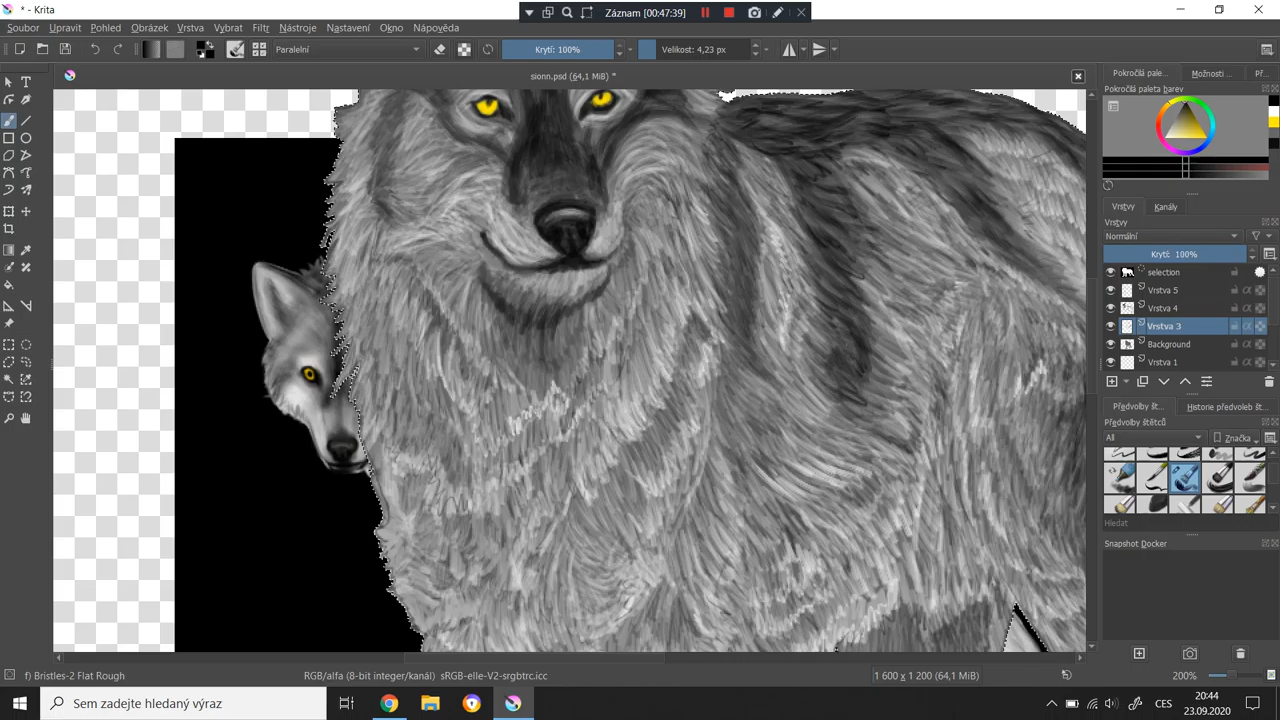 * - Krita
Záznam [00:47:39]
Soubor Upravit Pohled Obrázek Vrstva Vybrat Filtr Nástroje Nastavení Okno Nápověda
Paralelní Krytí: 100% Velikost: 4,23 px
sionn.psd (64,1 MiB) *
Pokročilá pale... Možnosti ... Př...
Pokročilá paleta barev
Vrstvy Kanály
Vrstvy
Normální
Krytí: 100%
selection
Vrstva 5
Vrstva 4
Vrstva 3
Background
Vrstva 1
Předvolby št... Historie předvoleb št...
Předvolby štětců
All Značka
Hledat
Snapshot Docker
f) Bristles-2 Flat Rough RGB/alfa (8-bit integer/kanál) sRGB-elle-V2-srgbtrc.icc 1 600 x 1 200 (64,1 MiB) 200%
Sem zadejte hledaný výraz
CES
20:44
23.09.2020